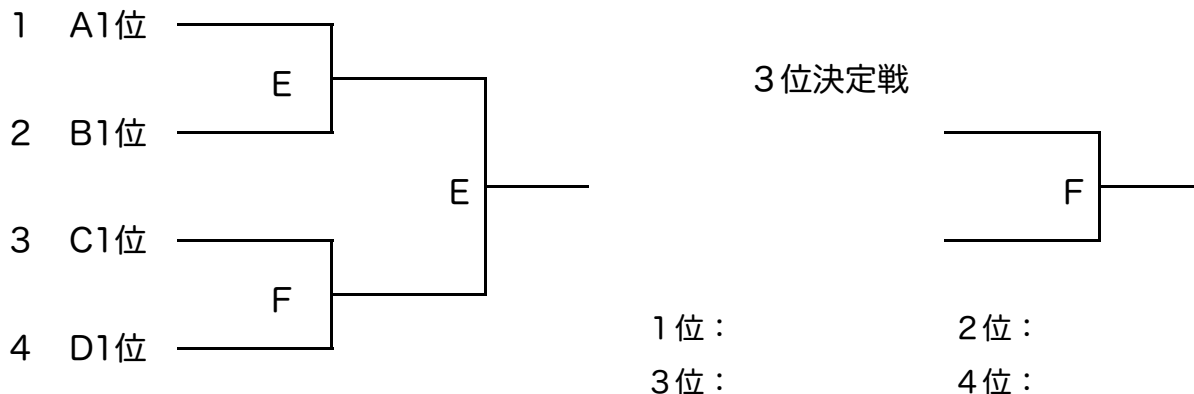 1 A1位
E
2 B1位
E
3 C1位
F
4 D1位
３位決定戦
F
１位： ２位：
３位： ４位：